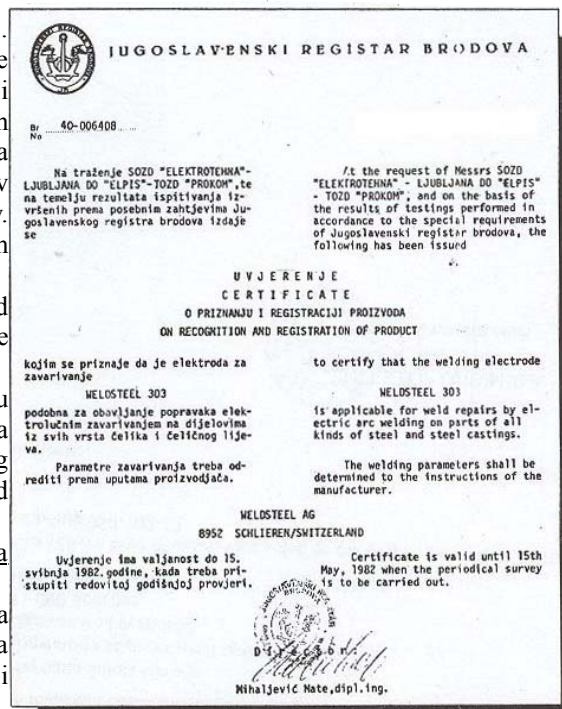 JUGOSLAVENSKI REGISTAR BRODOVA
Br 40-006408
No
Na traženje SOZD "ELEKTROTEHNA"-
LJUBLJANA DO "ELPIS"-TOZD "PROKOM",te
na temelju rezultata ispitivanja iz-
vršenih prema posebnim zahtjevima Ju-
goslavenskog registra brodova izdaje
se
At the request of Messrs SOZD
"ELEKTROTEHNA" - LJUBLJANA DO "ELPIS"
- TOZD "PROKOM", and on the basis of
the results of testings performed in
accordance to the special requirements
of Jugoslavenski registar brodova, the
following has been issued
UVJERENJE
CERTIFICATE
O PRIZNANJU I REGISTRACIJI PROIZVODA
ON RECOGNITION AND REGISTRATION OF PRODUCT
kojim se priznaje da je elektroda za
zavarivanje
WELDSTEEL 303
podobna za obavljanje popravaka elek-
trolučnim zavarivanjem na dijelovima
iz svih vrsta čelika i čeličnog lije-
va.
Parametre zavarivanja treba od-
rediti prema uputama proizvodjača.
to certify that the welding electrode
WELDSTEEL 303
is applicable for weld repairs by el-
ectric arc welding on parts of all
kinds of steel and steel castings.
The welding parameters shall be
determined to the instructions of the
manufacturer.
WELDSTEEL AG
8952 SCHLIEREN/SWITZERLAND
Uvjerenje ima valjanost do 15.
svibnja 1982.godine, kada treba pri-
stupiti redovitoj godišnjoj provjeri.
Certificate is valid until 15th
May, 1982 when the periodical survey
is to be carried out.
Direktor:
Mihaljević Mate,dipl.ing.